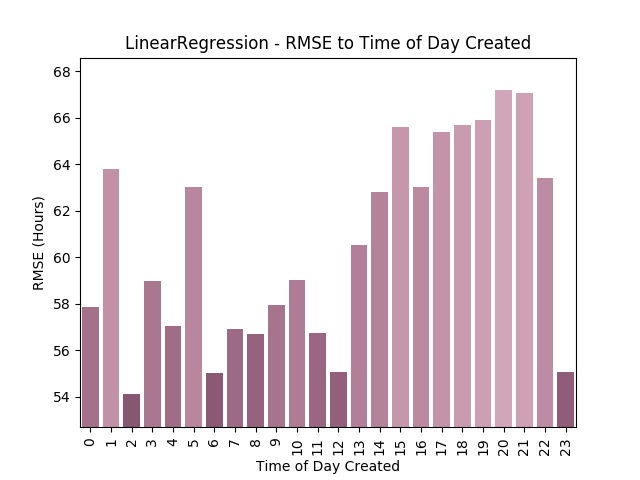 LinearRegression - RMSE to Time of Day Created
RMSE (Hours)
68
66
64
62
60
58
56
54
0 1 2 3 4 5 6 7 8 9 10 11 12 13 14 15 16 17 18 19 20 21 22 23
Time of Day Created